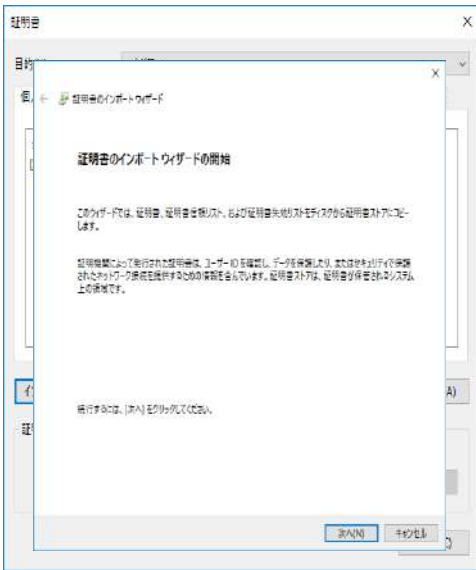 証明書
目的
個
証明書のインポート ウィザード
証明書のインポート ウィザードの開始
このウィザードでは、証明書、証明書信頼リスト、および証明書失効リストをディスクから証明書ストアにコピー
します。
証明機関によって発行された証明書は、ユーザー ID を確認し、データを保護したり、またはセキュリティで保護
されたネットワーク接続を提供するための情報を含んでいます。証明書ストアは、証明書が保管されるシステム
上の領域です。
イ
A)
続行するには、[次へ] をクリックしてください。
証
次へ(N)
キャンセル